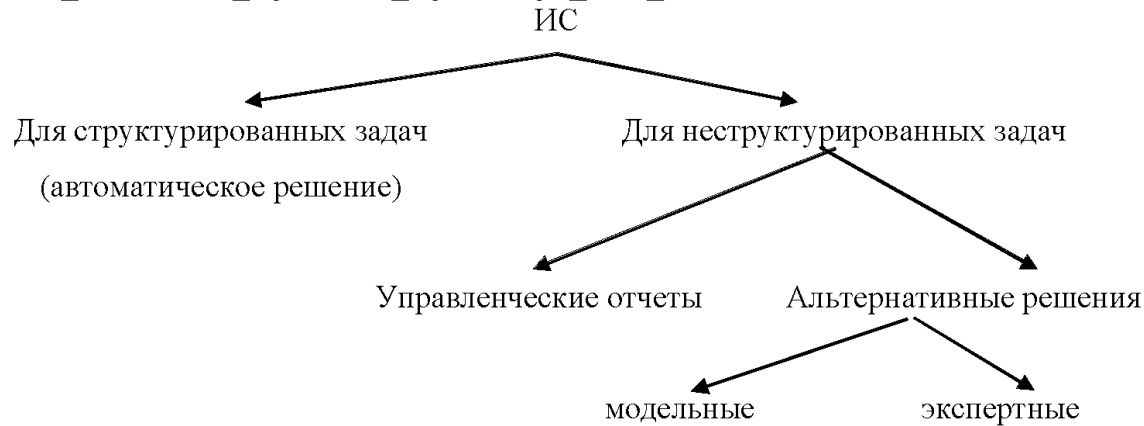 ИС
Для структурированных задач
Для неструктурированных задач
(автоматическое решение)
Управленческие отчеты
Альтернативные решения
модельные
экспертные